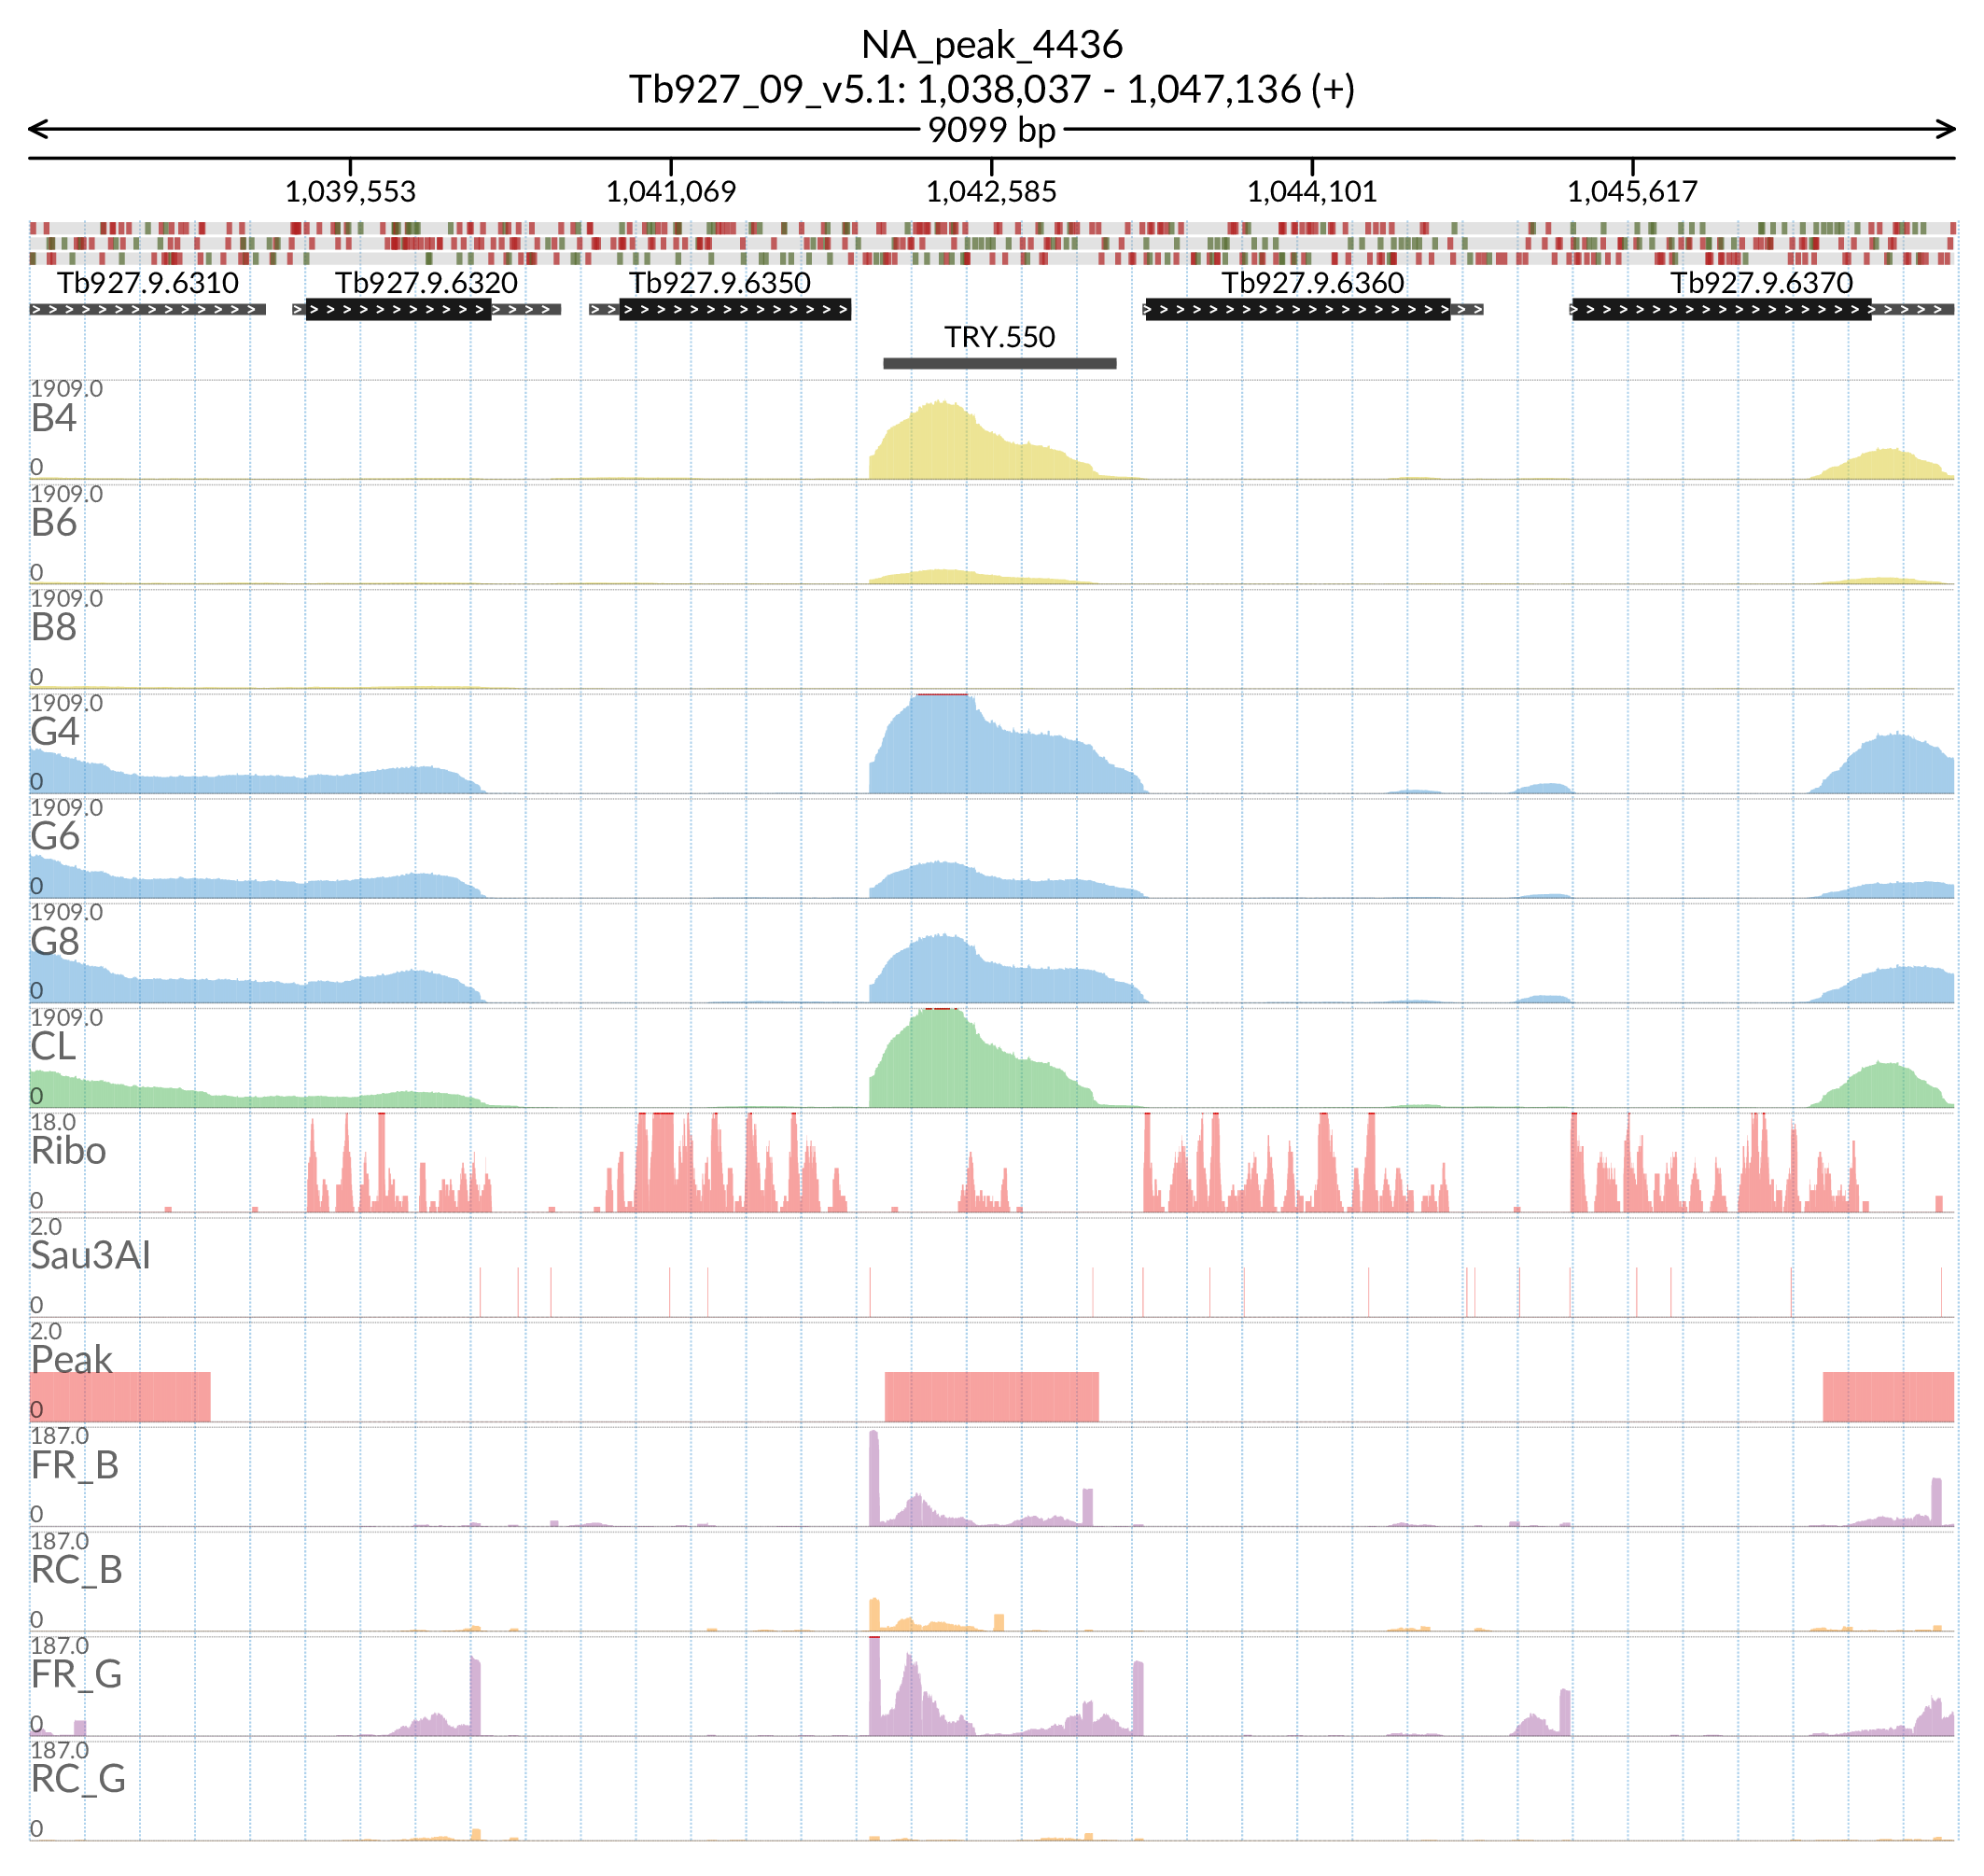 NA_peak_4436
Tb927_09_v5.1: 1,038,037 - 1,047,136 (+)
9099 bp
1,039,553 1,041,069 1,042,585 1,044,101 1,045,617
Tb927.9.6310 Tb927.9.6320 Tb927.9.6350 Tb927.9.6360 Tb927.9.6370
TRY.550
1909.0
B4
0
1909.0
B6
0
1909.0
B8
0
1909.0
G4
0
1909.0
G6
0
1909.0
G8
0
1909.0
CL
0
18.0
Ribo
0
2.0
Sau3AI
0
2.0
Peak
0
187.0
FR_B
0
187.0
RC_B
0
187.0
FR_G
0
187.0
RC_G
0